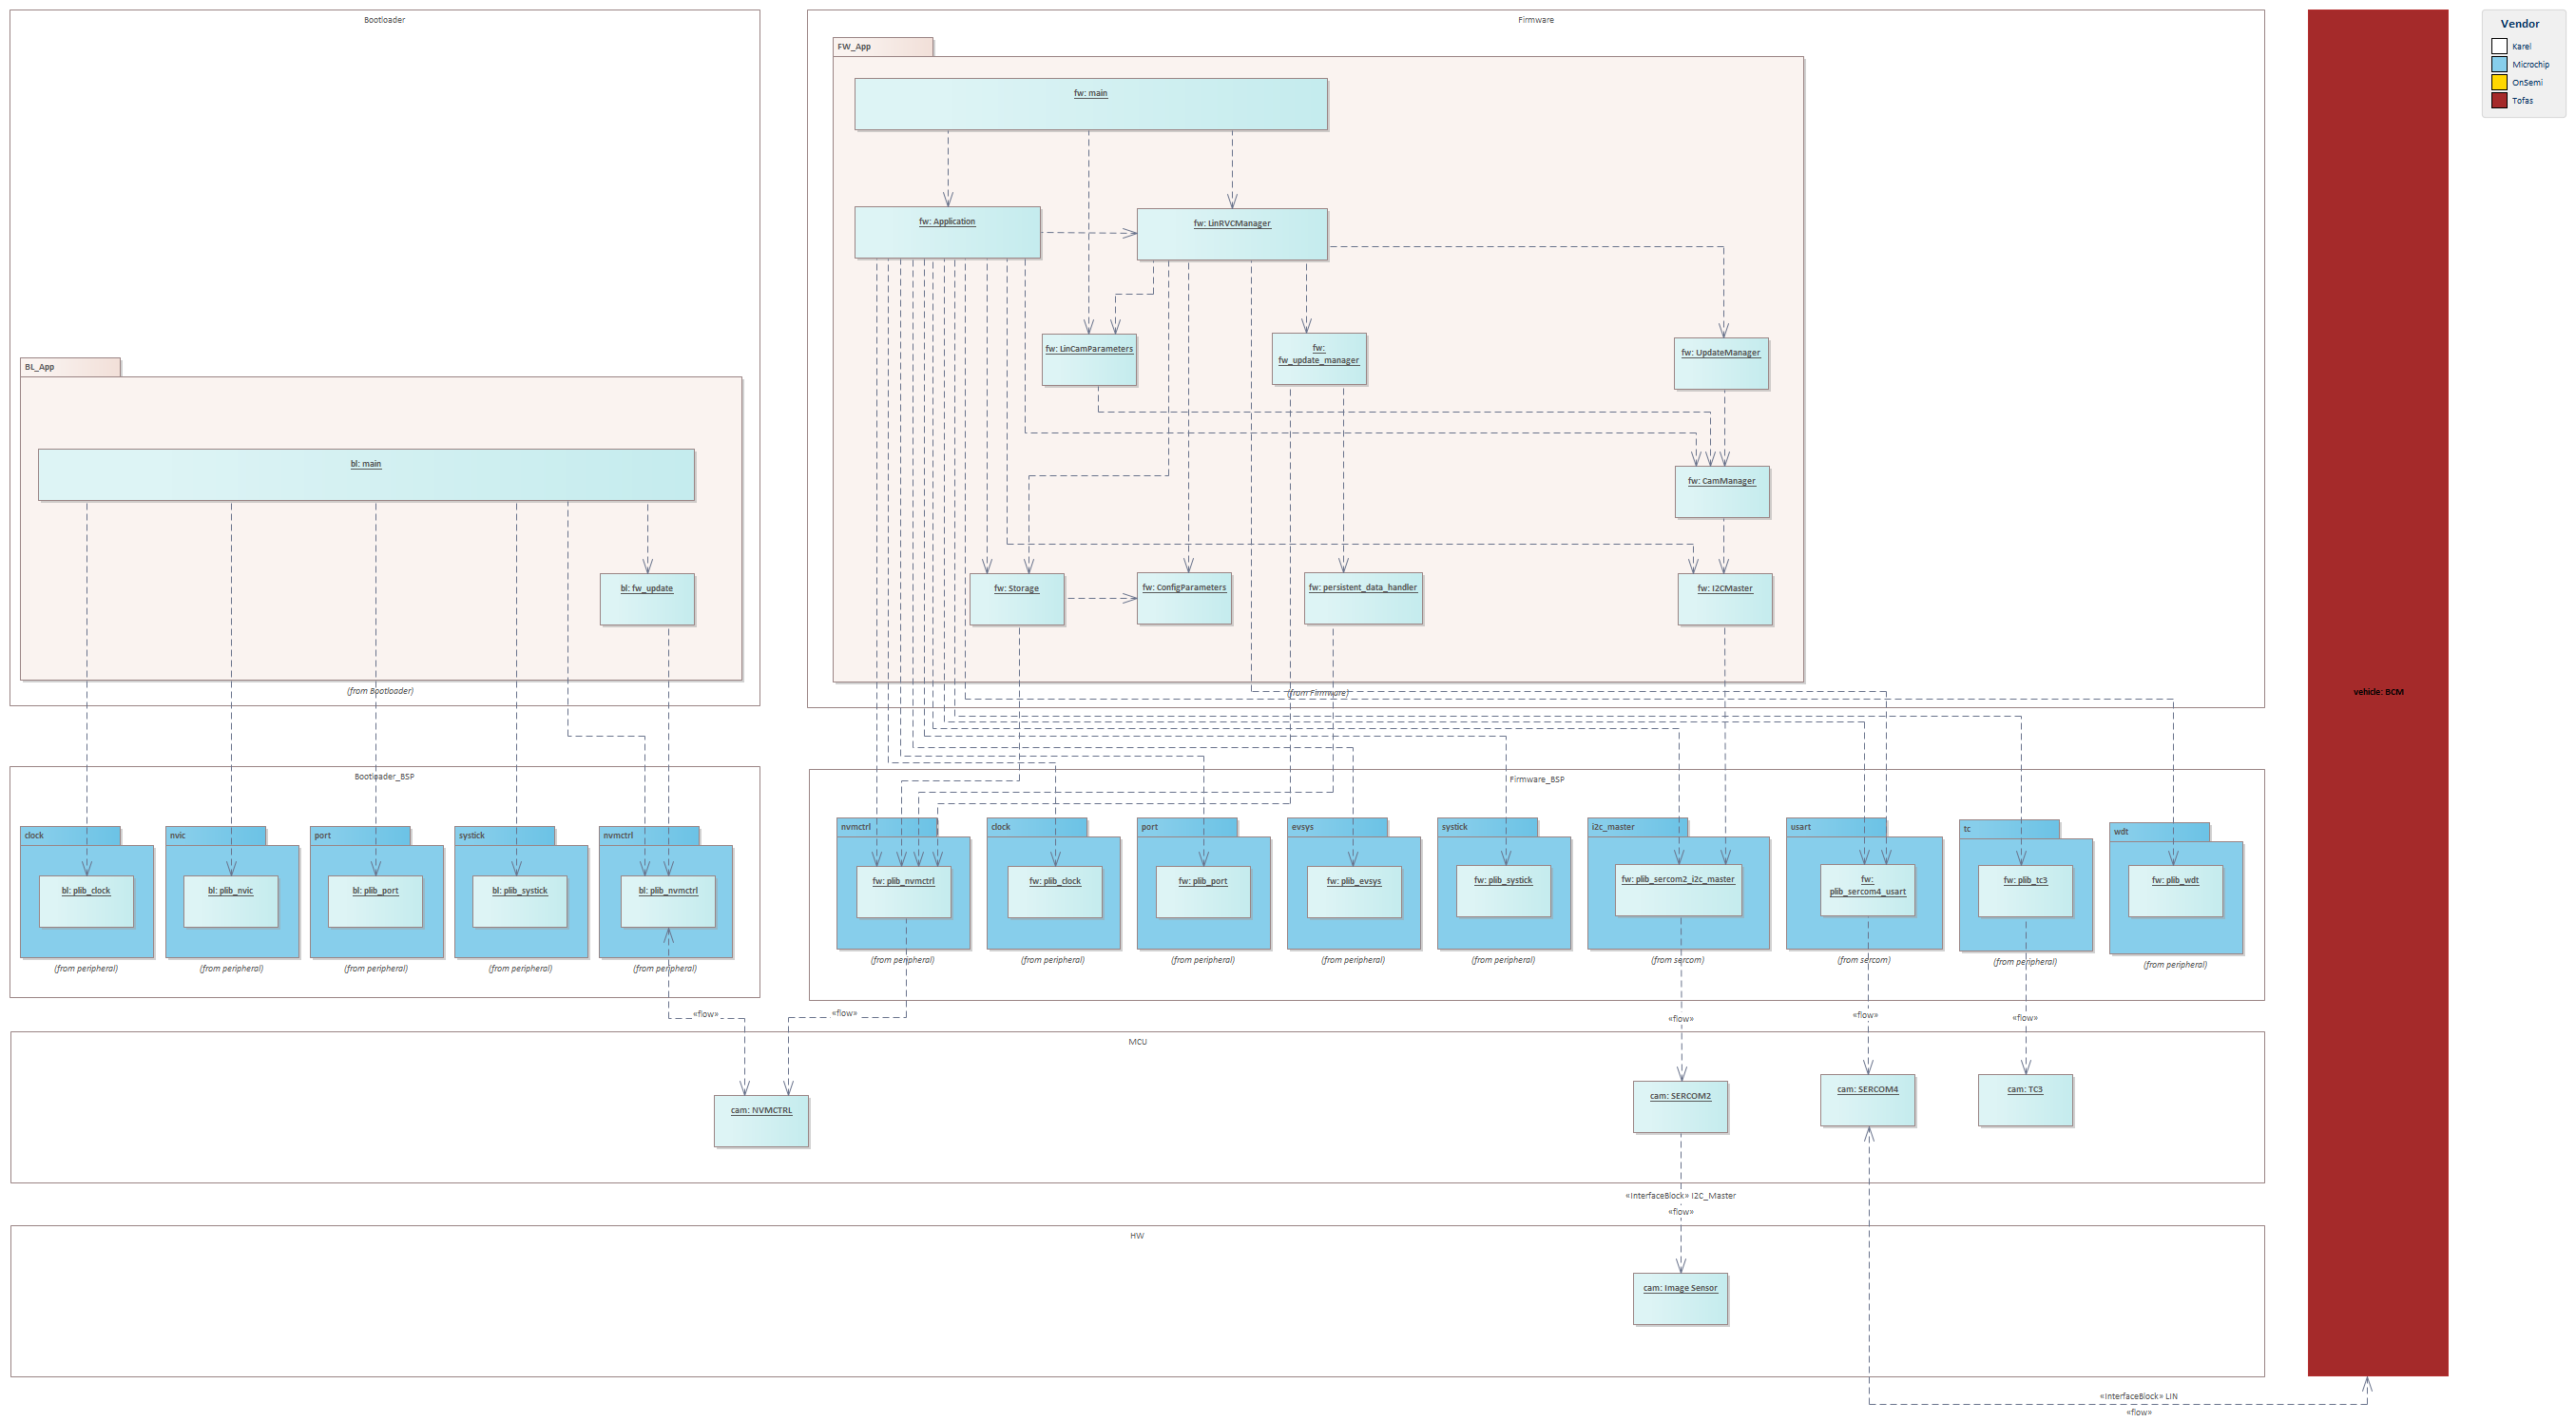 Bootloader
Firmware
Vendor
Karel
Microchip
OnSemi
Tofas
FW_App
fw: main
fw: Application
fw: LinRVCManager
fw: LinCamParameters
fw:
fw_update_manager
fw: UpdateManager
BL_App
bl: main
fw: CamManager
bl: fw_update
fw: Storage
fw: ConfigParameters
fw: persistent_data_handler
fw: I2CMaster
(from Bootloader)
(from Firmware)
vehicle: BCM
Bootloader_BSP
Firmware_BSP
clock
nvic
port
systick
nvmctrl
nvmctrl
clock
port
evsys
systick
i2c_master
usart
tc
wdt
bl: plib_clock
bl: plib_nvic
bl: plib_port
bl: plib_systick
bl: plib_nvmctrl
fw: plib_nvmctrl
fw: plib_clock
fw: plib_port
fw: plib_evsys
fw: plib_systick
fw: plib_sercom2_i2c_master
fw:
plib_sercom4_usart
fw: plib_tc3
fw: plib_wdt
(from peripheral)
(from peripheral)
(from peripheral)
(from peripheral)
(from peripheral)
(from peripheral)
(from peripheral)
(from peripheral)
(from peripheral)
(from peripheral)
(from sercom)
(from sercom)
(from peripheral)
(from peripheral)
«flow»
«flow»
«flow»
«flow»
«flow»
MCU
cam: NVMCTRL
cam: SERCOM2
cam: SERCOM4
cam: TC3
«InterfaceBlock» I2C_Master
«flow»
HW
cam: Image Sensor
«InterfaceBlock» LIN
«flow»